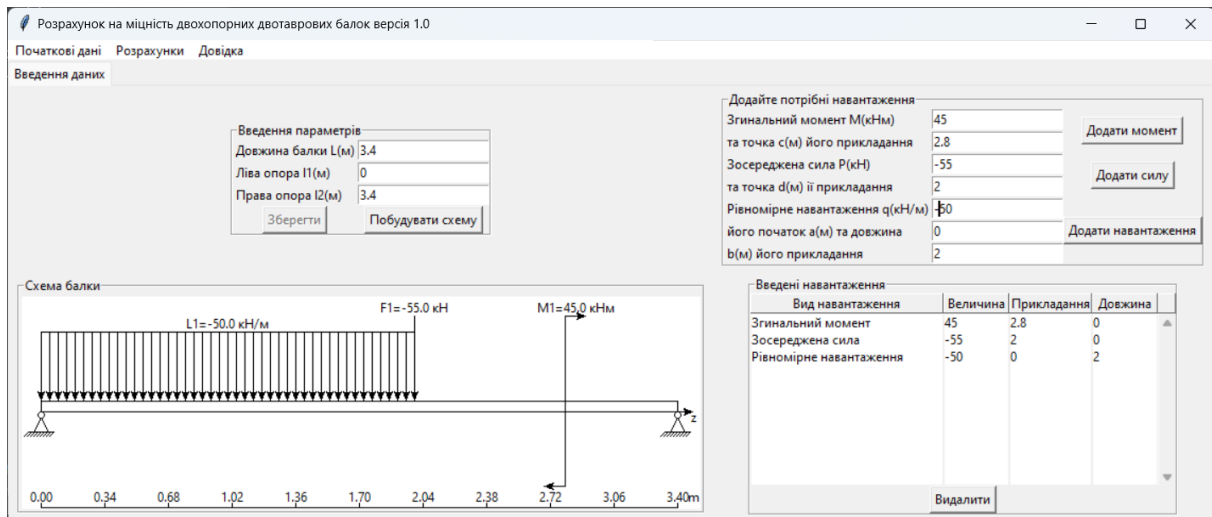 Розрахунок на міцність двохопорних двотаврових балок версія 1.0
Початкові дані Розрахунки Довідка
Введення даних
Введення параметрів
Довжина балки L(м) 3.4
Ліва опора l1(м) 0
Права опора l2(м) 3.4
Зберегти Побудувати схему
Додайте потрібні навантаження
Згинальний момент M(кНм) 45
та точка c(м) його прикладання 2.8
Додати момент
Зосереджена сила P(кН) -55
та точка d(м) ії прикладання 2
Додати силу
Рівномірне навантаження q(кН/м) -50
його початок a(м) та довжина 0
b(м) його прикладання 2
Додати навантаження
Схема балки
F1=-55.0 кН M1=45.0 кНм
L1=-50.0 кН/м
z
0.00 0.34 0.68 1.02 1.36 1.70 2.04 2.38 2.72 3.06 3.40m
Введені навантаження
Вид навантаження Величина Прикладання Довжина
Згинальний момент 45 2.8 0
Зосереджена сила -55 2 0
Рівномірне навантаження -50 0 2
Видалити